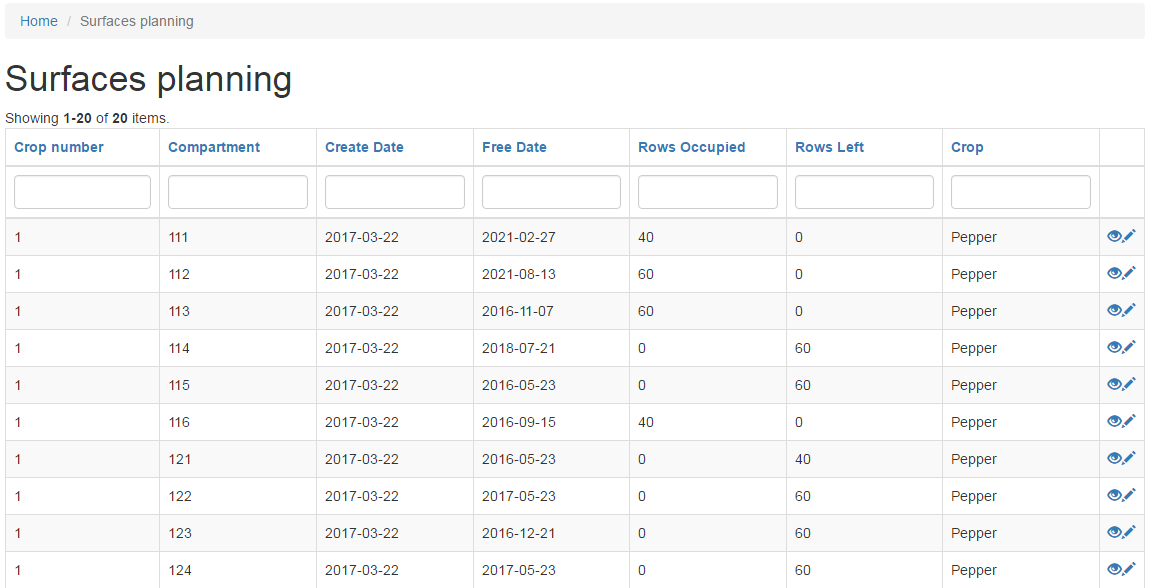 Home / Surfaces planning
Surfaces planning
Showing 1-20 of 20 items.
Crop number Compartment Create Date Free Date Rows Occupied Rows Left Crop
1 111 2017-03-22 2021-02-27 40 0 Pepper
1 112 2017-03-22 2021-08-13 60 0 Pepper
1 113 2017-03-22 2016-11-07 60 0 Pepper
1 114 2017-03-22 2018-07-21 0 60 Pepper
1 115 2017-03-22 2016-05-23 0 60 Pepper
1 116 2017-03-22 2016-09-15 40 0 Pepper
1 121 2017-03-22 2016-05-23 0 40 Pepper
1 122 2017-03-22 2017-05-23 0 60 Pepper
1 123 2017-03-22 2016-12-21 0 60 Pepper
1 124 2017-03-22 2017-05-23 0 60 Pepper